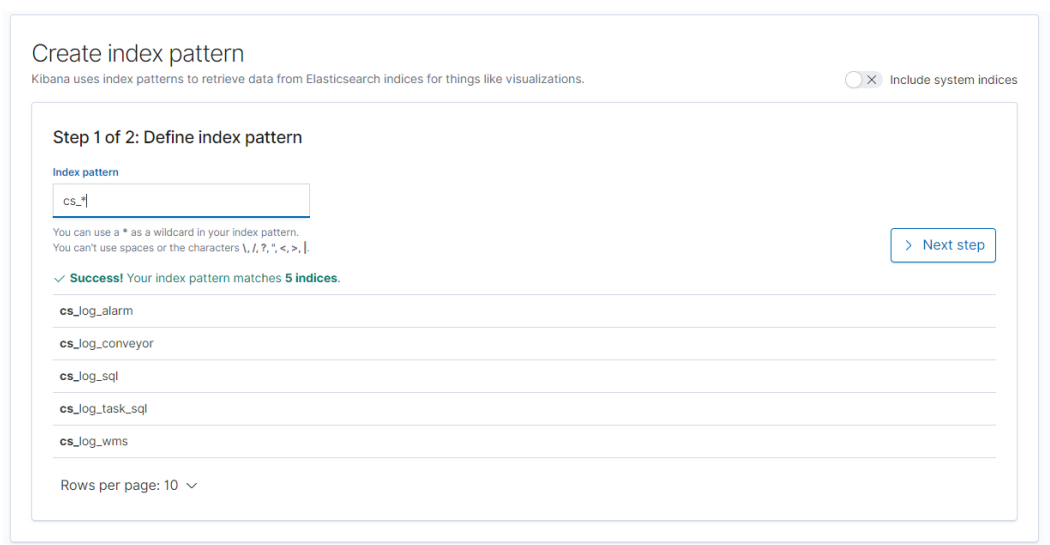 Create index pattern
Kibana uses index patterns to retrieve data from Elasticsearch indices for things like visualizations.
Include system indices
Step 1 of 2: Define index pattern
Index pattern
cs_*
You can use a * as a wildcard in your index pattern.
You can't use spaces or the characters \, /, ?, ", <, >, |.
Next step
Success! Your index pattern matches 5 indices.
cs_log_alarm
cs_log_conveyor
cs_log_sql
cs_log_task_sql
cs_log_wms
Rows per page: 10